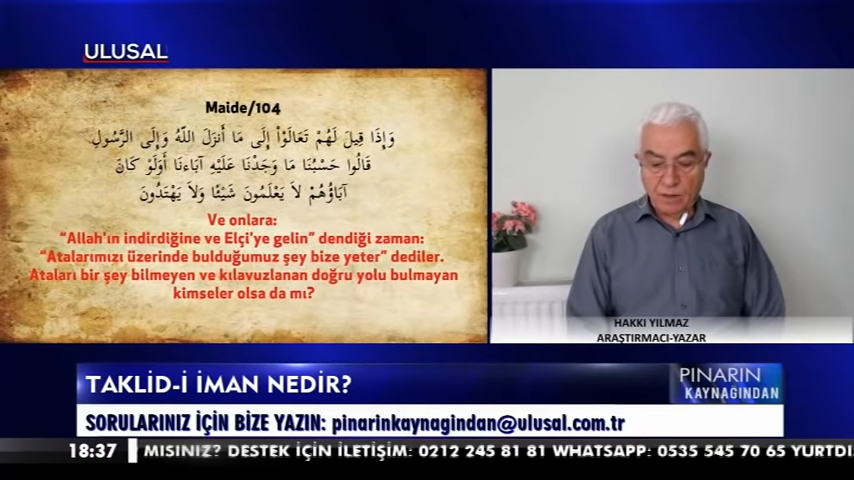 ULUSAL
Maide/104
وَإِذَا قِيلَ لَهُمْ تَعَالَوْاْ إِلَى مَا أَنزَلَ اللّهُ وَإِلَى الرَّسُولِ
قَالُواْ حَسْبُنَا مَا وَجَدْنَا عَلَيْهِ آبَاءنَا أَوَلَوْ كَانَ
آبَاؤُهُمْ لاَ يَعْلَمُونَ شَيْئًا وَلاَ يَهْتَدُونَ
Ve onlara:
“Allah'ın indirdiğine ve Elçi'ye gelin” dendiği zaman:
“Atalarımızı üzerinde bulduğumuz şey bize yeter” dediler.
Ataları bir şey bilmeyen ve kılavuzlanan doğru yolu bulmayan
kimseler olsa da mı?
HAKKI YILMAZ
ARAŞTIRMACI-YAZAR
TAKLİD-İ İMAN NEDİR?
PINARIN
KAYNAĞINDAN
SORULARINIZ İÇİN BİZE YAZIN: pinarinkaynagindan@ulusal.com.tr
18:37 MISINIZ? DESTEK İÇİN İLETİŞİM: 0212 245 81 81 WHATSAPP: 0535 545 70 65 YURTDIŞ